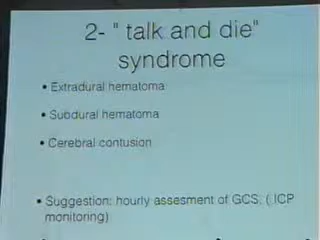 2- " talk and die"
syndrome
• Extradural hematoma
• Subdural hematoma
• Cerebral contusion
• Suggestion: hourly assesment of GCS. ( ICP
monitoring)